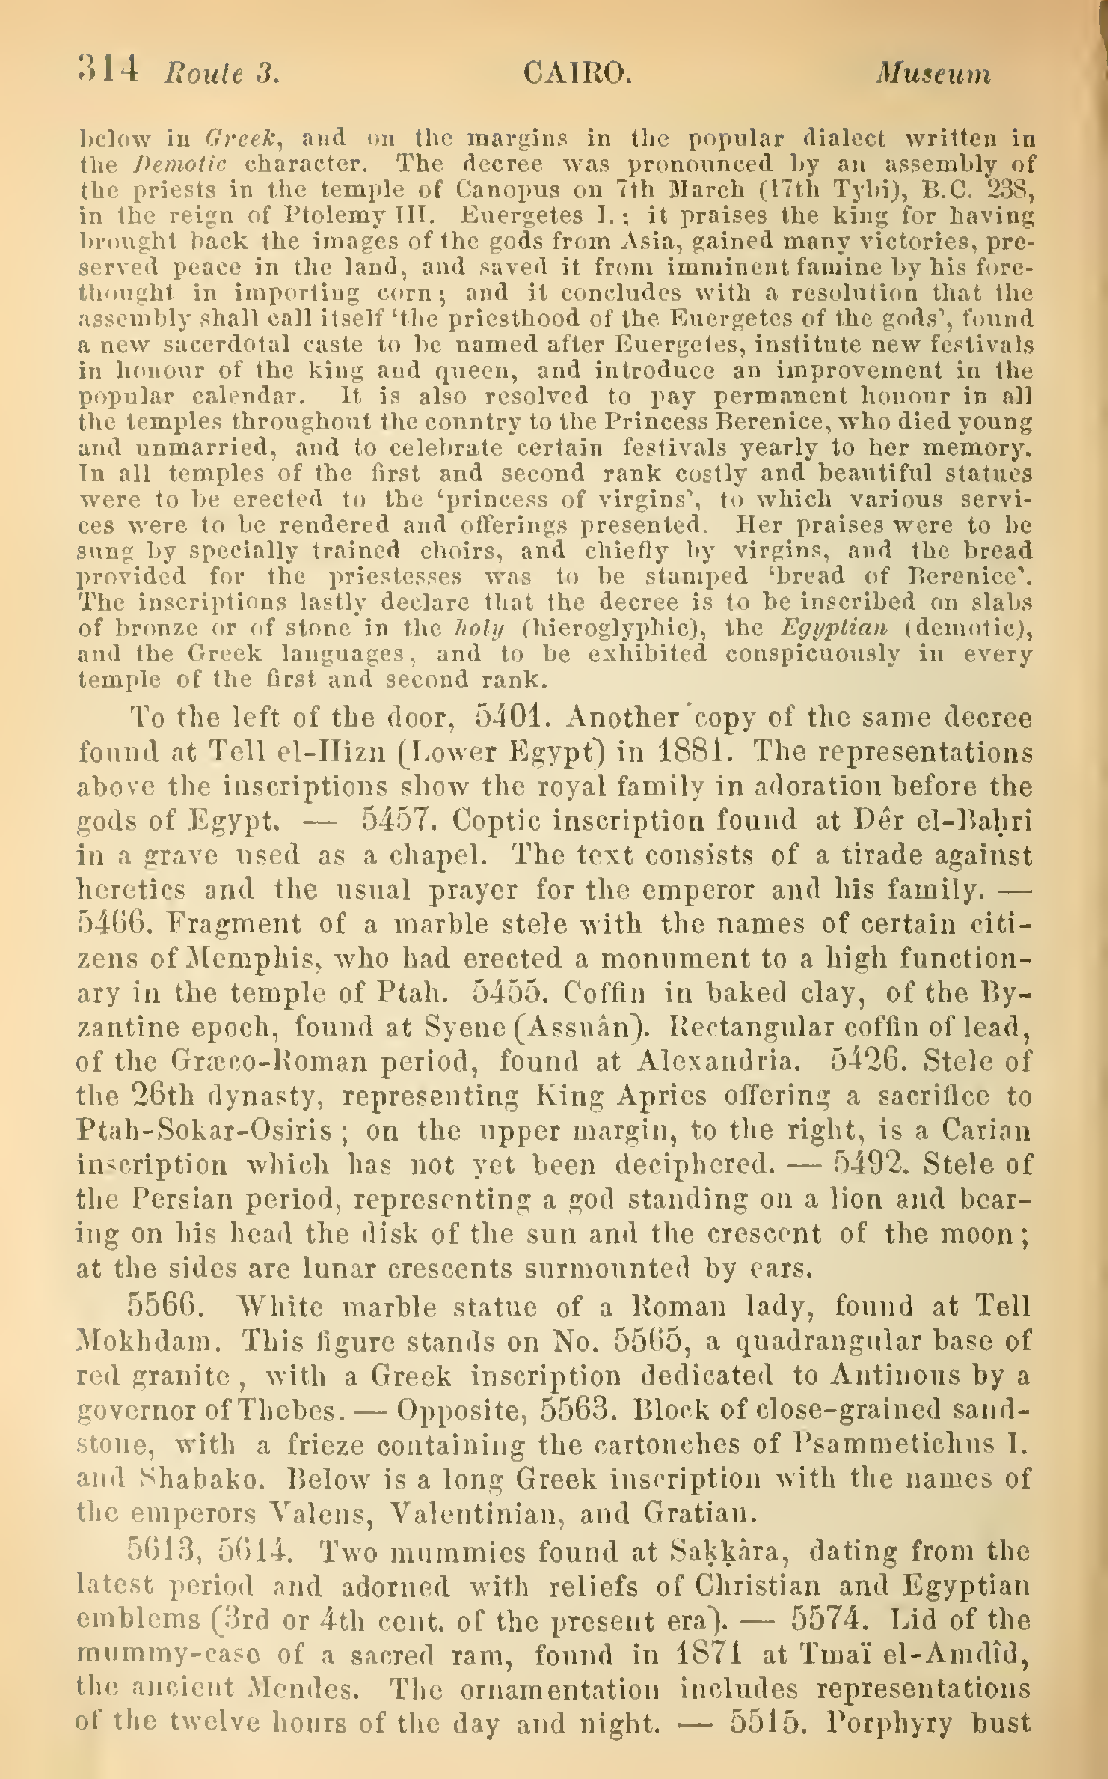 314 Route 3. CAIRO. Museum
below in Greek, and on the margins in the popular dialect written in
the Demotic character. The decree was pronounced by an assembly of
the priests in the temple of Canopus on 7th March (17th Tybi), B.C. 238,
in the reign of Ptolemy III. Euergetes I.; it praises the king for having
brought back the images of the gods from Asia, gained many victories, pre-
served peace in the land, and saved it from imminent famine by his fore-
thought in importing corn; and it concludes with a resolution that the
assembly shall call itself 'the priesthood of the Euergetes of the gods', found
a new sacerdotal caste to be named after Euergetes, institute new festivals
in honour of the king and queen, and introduce an improvement in the
popular calendar. It is also resolved to pay permanent honour in all
the temples throughout the country to the Princess Berenice, who died young
and unmarried, and to celebrate certain festivals yearly to her memory.
In all temples of the first and second rank costly and beautiful statues
were to be erected to the 'princess of virgins', to which various servi-
ces were to be rendered and offerings presented. Her praises were to be
sung by specially trained choirs, and chiefly by virgins, and the bread
provided for the priestesses was to be stamped 'bread of Berenice'.
The inscriptions lastly declare that the decree is to be inscribed on slabs
of bronze or of stone in the holy (hieroglyphic), the Egyptian (demotic),
and the Greek languages, and to be exhibited conspicuously in every
temple of the first and second rank.
To the left of the door, 5401. Another copy of the same decree
found at Tell el-Hizn (Lower Egypt) in 1881. The representations
above the inscriptions show the royal family in adoration before the
gods of Egypt. — 5457. Coptic inscription found at Dêr el-Baḥri
in a grave used as a chapel. The text consists of a tirade against
heretics and the usual prayer for the emperor and his family. —
5466. Fragment of a marble stele with the names of certain citi-
zens of Memphis, who had erected a monument to a high function-
ary in the temple of Ptah. 5455. Coffin in baked clay, of the By-
zantine epoch, found at Syene (Assuân). Rectangular coffin of lead,
of the Græco-Roman period, found at Alexandria. 5426. Stele of
the 26th dynasty, representing King Apries offering a sacrifice to
Ptah-Sokar-Osiris; on the upper margin, to the right, is a Carian
inscription which has not yet been deciphered. — 5492. Stele of
the Persian period, representing a god standing on a lion and bear-
ing on his head the disk of the sun and the crescent of the moon;
at the sides are lunar crescents surmounted by ears.
5566. White marble statue of a Roman lady, found at Tell
Mokhdam. This figure stands on No. 5565, a quadrangular base of
red granite, with a Greek inscription dedicated to Antinous by a
governor of Thebes. — Opposite, 5563. Block of close-grained sand-
stone, with a frieze containing the cartouches of Psammetichus I.
and Shabako. Below is a long Greek inscription with the names of
the emperors Valens, Valentinian, and Gratian.
5613, 5614. Two mummies found at Saḳḳâra, dating from the
latest period and adorned with reliefs of Christian and Egyptian
emblems (3rd or 4th cent. of the present era). — 5574. Lid of the
mummy-case of a sacred ram, found in 1871 at Tmaï el-Amdîd,
the ancient Mendes. The ornamentation includes representations
of the twelve hours of the day and night. — 5515. Porphyry bust